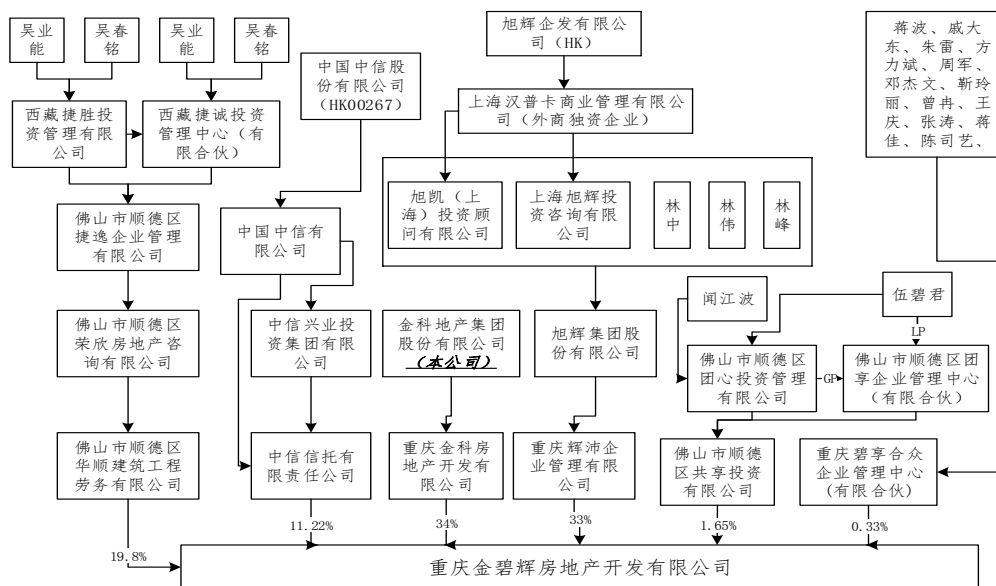 吴业
能
吴春
铭
吴业
能
吴春
铭
中国中信股
份有限公司
(HK00267)
旭辉企发有限公
司（HK）
蒋波、戚大
东、朱雷、方
力斌、周军、
邓杰文、靳玲
丽、曾冉、王
庆、张涛、蒋
佳、陈司艺、
西藏捷胜投
资管理有限
公司
西藏捷诚投资
管理中心（有
限合伙）
上海汉普卡商业管理有限公
司（外商独资企业）
旭凯（上
海）投资顾
问有限公司
上海旭辉投
资咨询有限
公司
林
中
林
伟
林
峰
佛山市顺德区
捷逸企业管理
有限公司
中国中信有
限公司
闻江波
伍碧君
佛山市顺德区
荣欣房地产咨
询有限公司
中信兴业投
资集团有限
公司
金科地产集团
股份有限公司
（本公司）
旭辉集团股
份有限公司
LP
佛山市顺德区
团心投资管理
有限公司
GP
佛山市顺德区团
享企业管理中心
（有限合伙）
佛山市顺德区
华顺建筑工程
劳务有限公司
中信信托有
限责任公司
重庆金科房
地产开发有
限公司
重庆辉沛企
业管理有限
公司
佛山市顺德
区共享投资
有限公司
重庆碧享合众
企业管理中心
(有限合伙)
19.8%
11.22%
34%
33%
1.65%
0.33%
重庆金碧辉房地产开发有限公司